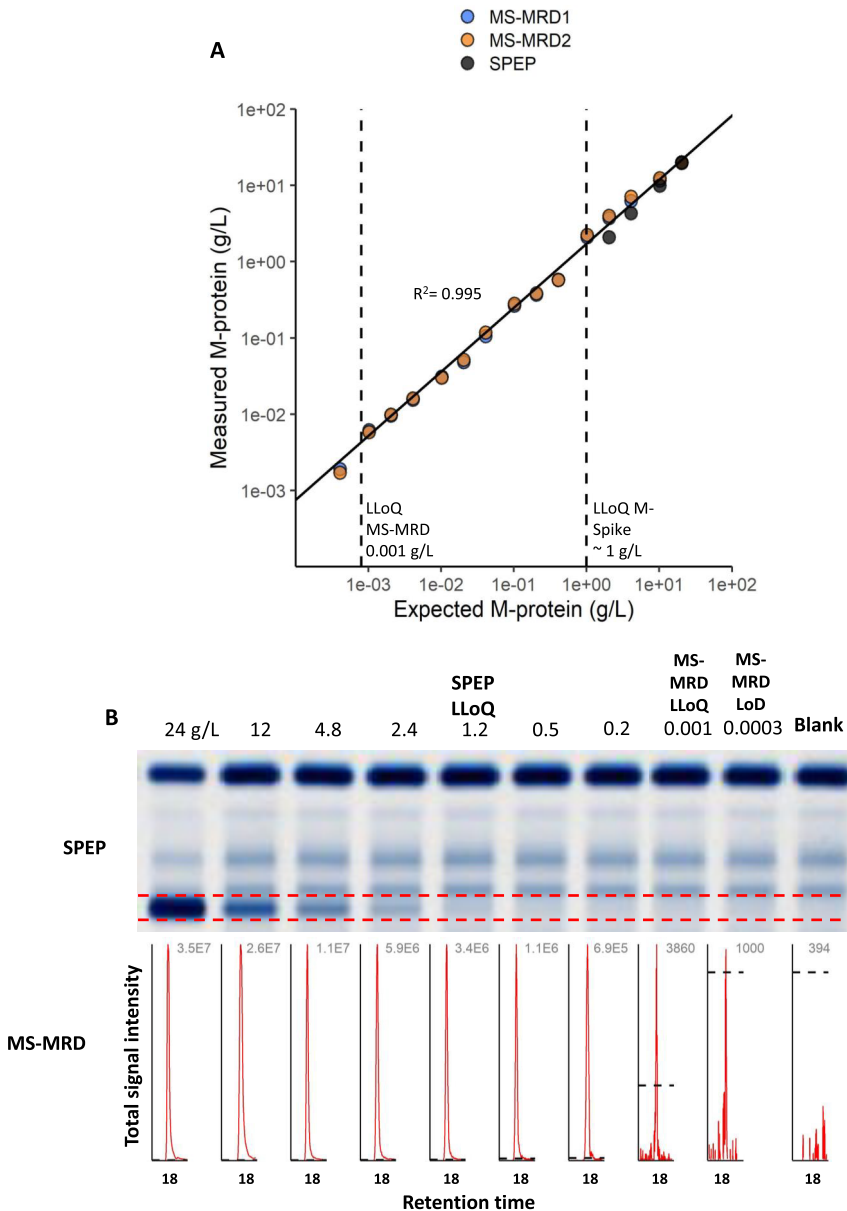 A
MS-MRD1
MS-MRD2
SPEP
Measured M-protein (g/L)
1e+02
1e+01
1e+00
1e-01
1e-02
1e-03
R2= 0.995
LLoQ
MS-MRD
0.001 g/L
LLoQ M-
Spike
~ 1 g/L
1e-03 1e-02 1e-01 1e+00 1e+01 1e+02
Expected M-protein (g/L)
B
SPEP
LLoQ
MS-
MRD
LLoQ
MS-
MRD
LoD
24 g/L 12 4.8 2.4 1.2 0.5 0.2 0.001 0.0003 Blank
SPEP
MS-MRD
Total signal intensity
3.5E7 2.6E7 1.1E7 5.9E6 3.4E6 1.1E6 6.9E5 3860 1000 394
18 18 18 18 18 18 18 18 18 18
Retention time